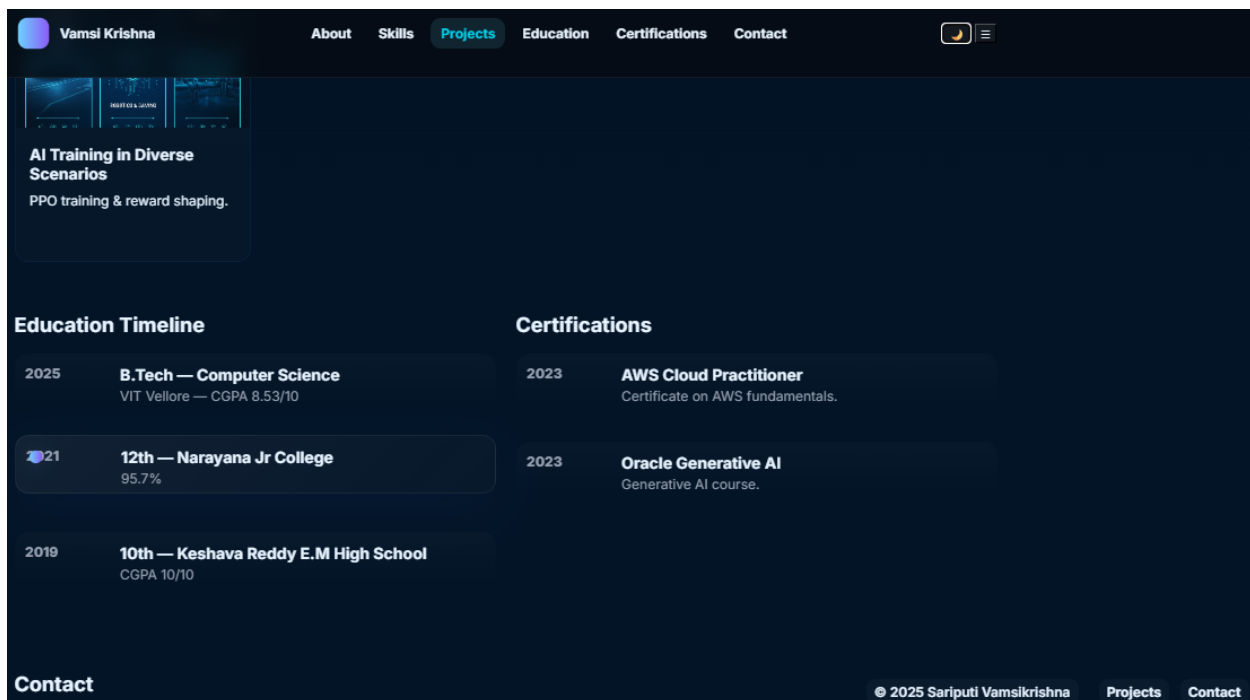 Vamsi Krishna
About Skills Projects Education Certifications Contact
ROBOTICS & GAMING
AI Training in Diverse
Scenarios
PPO training & reward shaping.
Education Timeline
2025
B.Tech — Computer Science
VIT Vellore — CGPA 8.53/10
2021
12th — Narayana Jr College
95.7%
2019
10th — Keshava Reddy E.M High School
CGPA 10/10
Certifications
2023
AWS Cloud Practitioner
Certificate on AWS fundamentals.
2023
Oracle Generative AI
Generative AI course.
Contact
© 2025 Sariputi Vamsikrishna Projects Contact